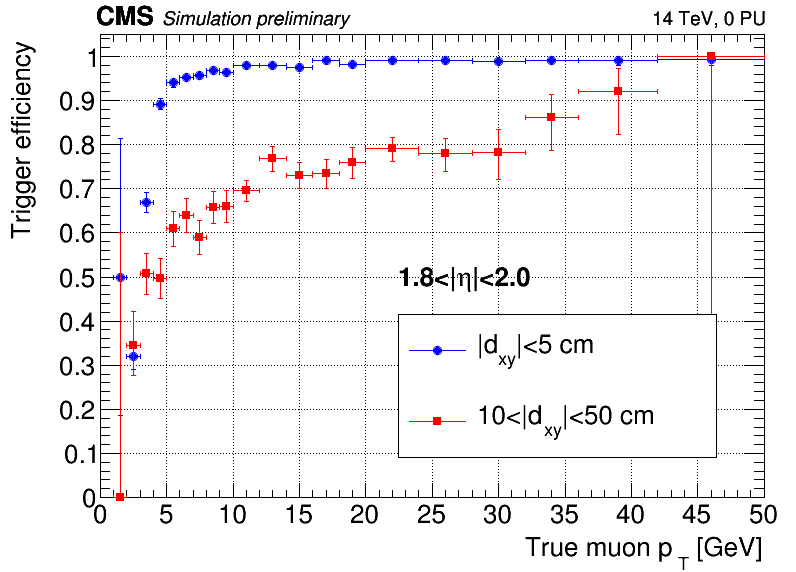 CMS Simulation preliminary 14 TeV, 0 PU
Trigger efficiency
1
0.9
0.8
0.7
0.6
0.5
0.4
0.3
0.2
0.1
0
1.8<|η|<2.0
|dxy|<5 cm
10<|dxy|<50 cm
0 5 10 15 20 25 30 35 40 45 50
True muon p T [GeV]